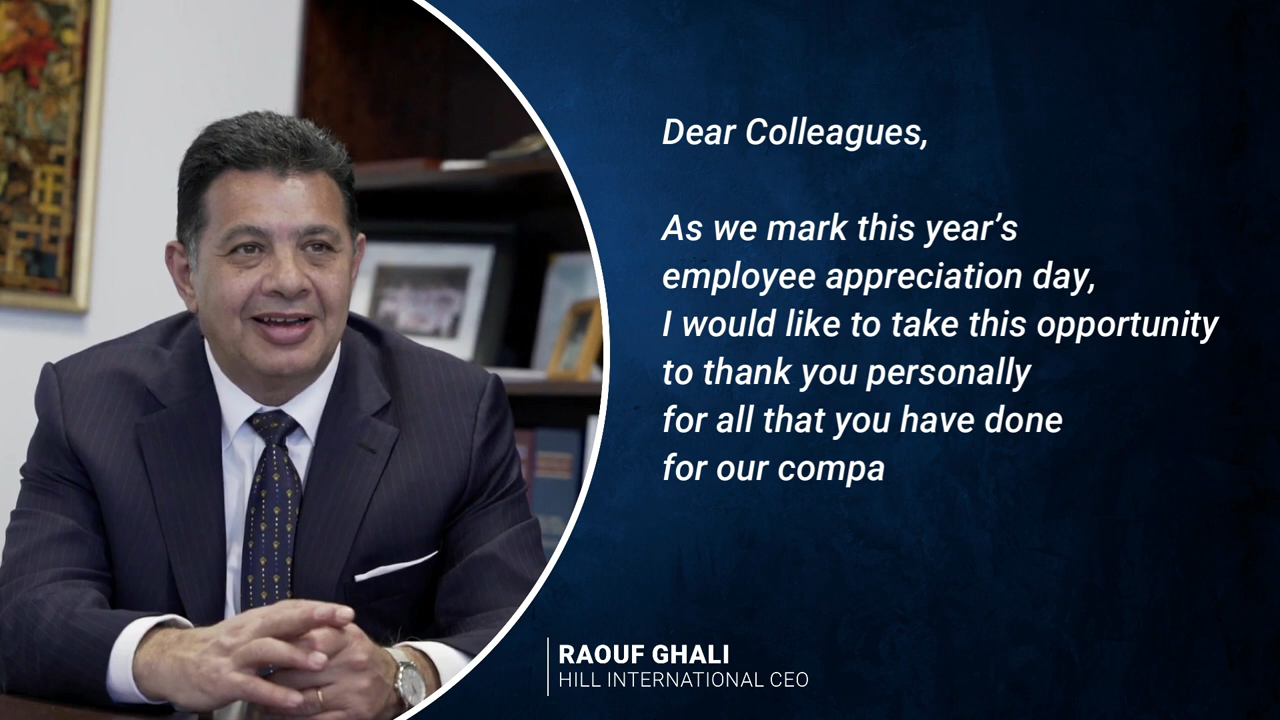 Dear Colleagues,
As we mark this year’s
employee appreciation day,
I would like to take this opportunity
to thank you personally
for all that you have done
for our compa
RAOUF GHALI
HILL INTERNATIONAL CEO